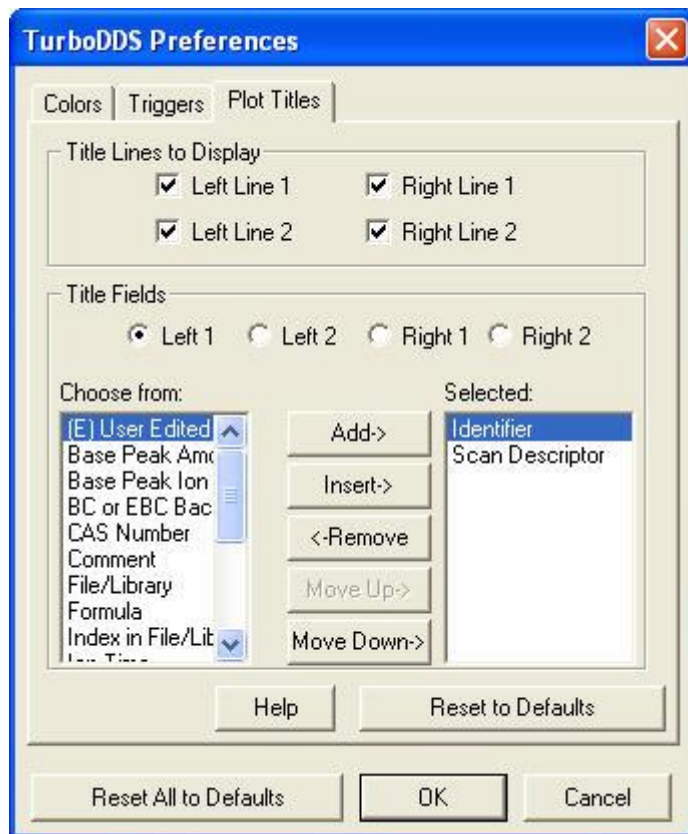 TurboDDS Preferences
Colors Triggers Plot Titles
Title Lines to Display
Left Line 1 Right Line 1
Left Line 2 Right Line 2
Title Fields
Left 1 Left 2 Right 1 Right 2
Choose from: Selected:
(E) User Edited
Base Peak Amo
Base Peak Ion
BC or EBC Bac
CAS Number
Comment
File/Library
Formula
Index in File/Lib
Ion Time
Add->
Insert->
<-Remove
Move Up->
Move Down->
Identifier
Scan Descriptor
Help Reset to Defaults
Reset All to Defaults OK Cancel